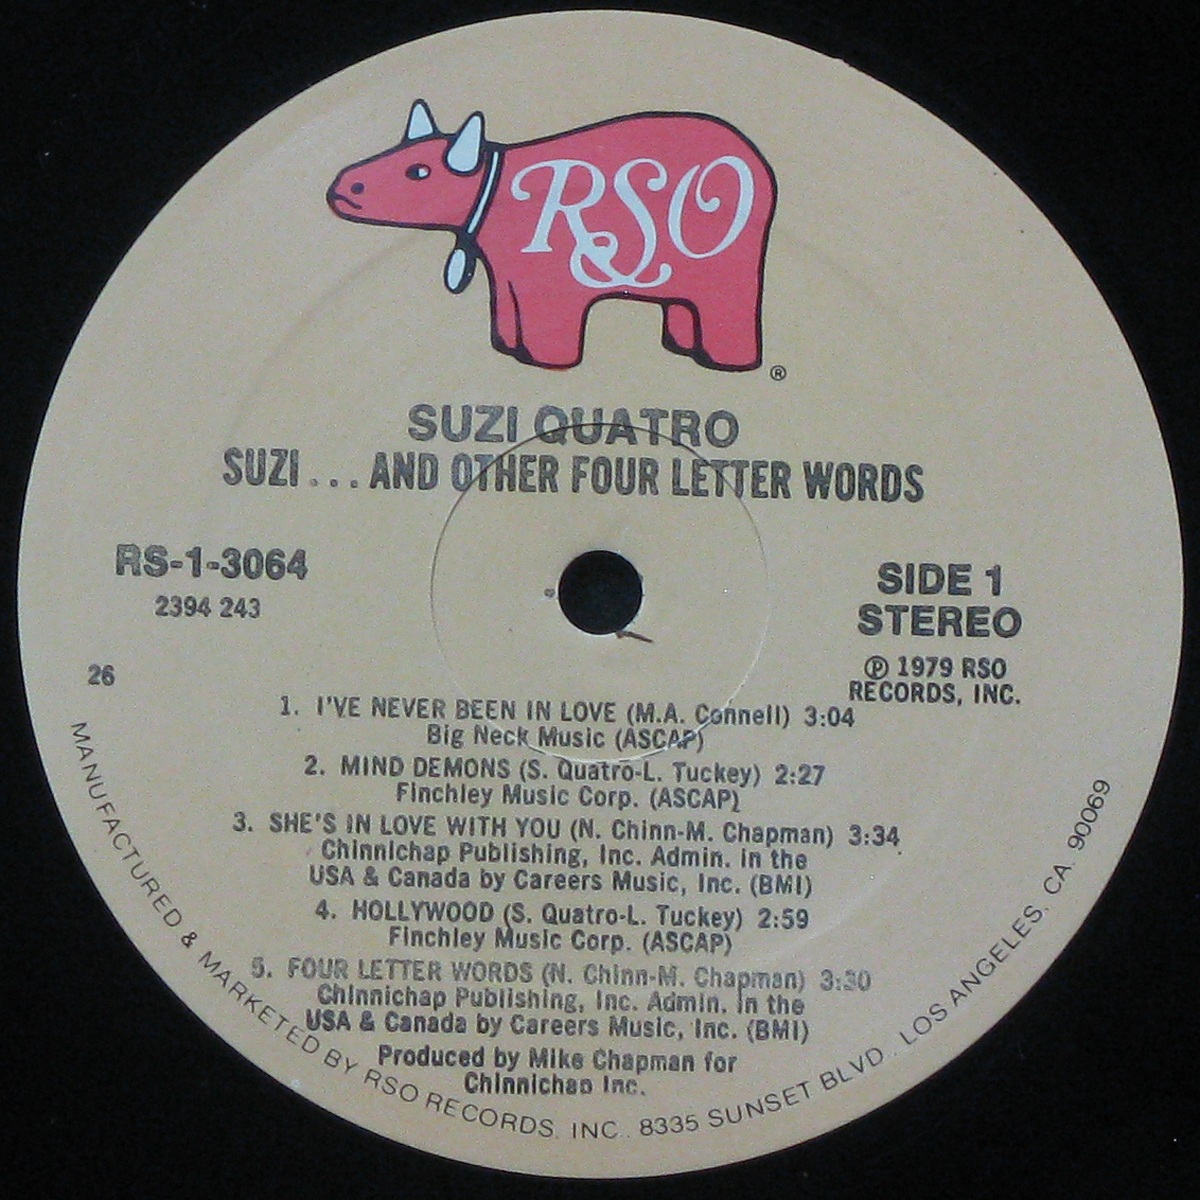 RSO
®
SUZI QUATRO
SUZI ... AND OTHER FOUR LETTER WORDS
RS-1-3064
2394 243
26
SIDE 1
STEREO
℗ 1979 RSO
RECORDS, INC.
1. I'VE NEVER BEEN IN LOVE (M.A. Connell) 3:04
Big Neck Music (ASCAP)
2. MIND DEMONS (S. Quatro-L. Tuckey) 2:27
Finchley Music Corp. (ASCAP)
3. SHE'S IN LOVE WITH YOU (N. Chinn-M. Chapman) 3:34
Chinnichap Publishing, Inc. Admin. in the
USA & Canada by Careers Music, Inc. (BMI)
4. HOLLYWOOD (S. Quatro-L. Tuckey) 2:59
Finchley Music Corp. (ASCAP)
5. FOUR LETTER WORDS (N. Chinn-M. Chapman) 3:30
Chinnichap Publishing, Inc. Admin. in the
USA & Canada by Careers Music, Inc. (BMI)
Produced by Mike Chapman for
Chinnichap Inc.
MANUFACTURED & MARKETED BY RSO RECORDS, INC., 8335 SUNSET BLVD., LOS ANGELES, CA. 90069